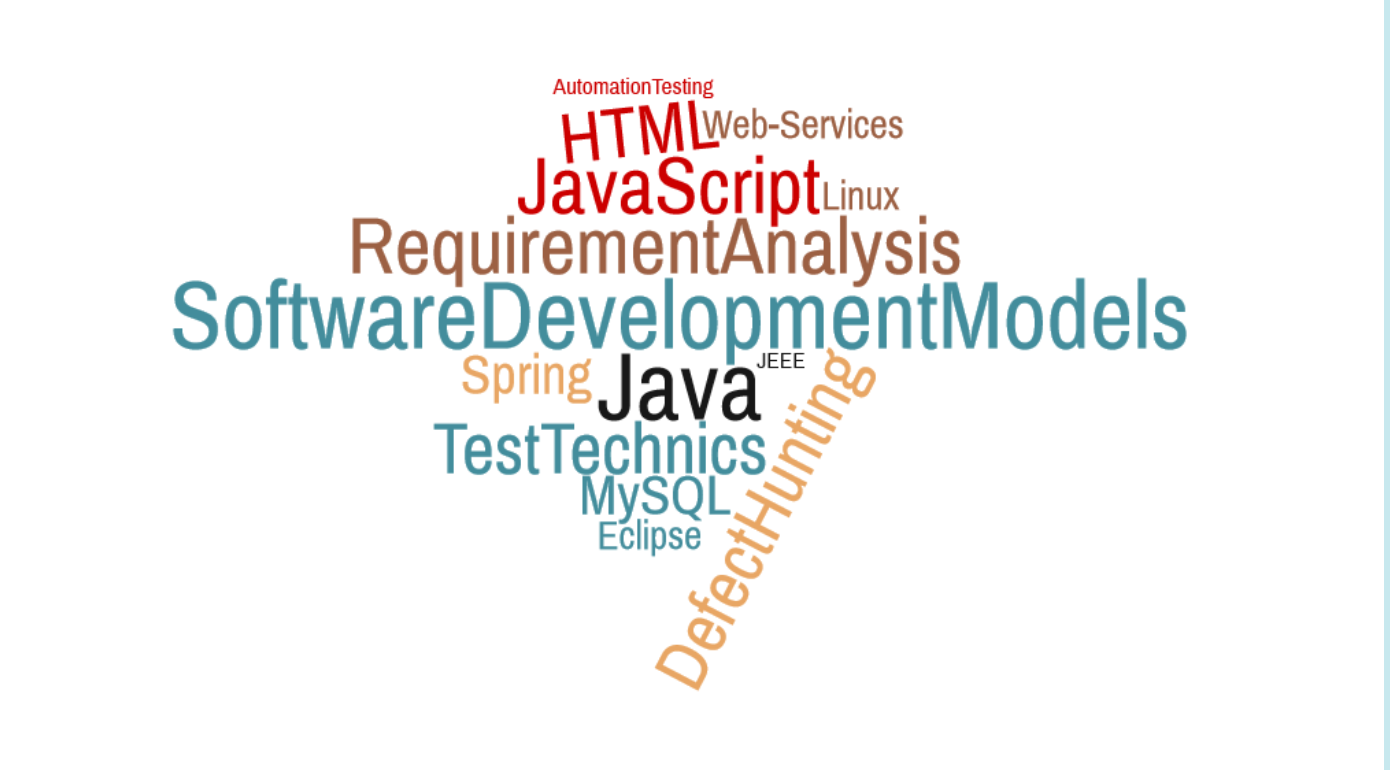 AutomationTesting
HTML
Web-Services
JavaScript
Linux
RequirementAnalysis
SoftwareDevelopmentModels
Spring
Java
JEEE
TestTechnics
MySQL
Eclipse
DefectHunting